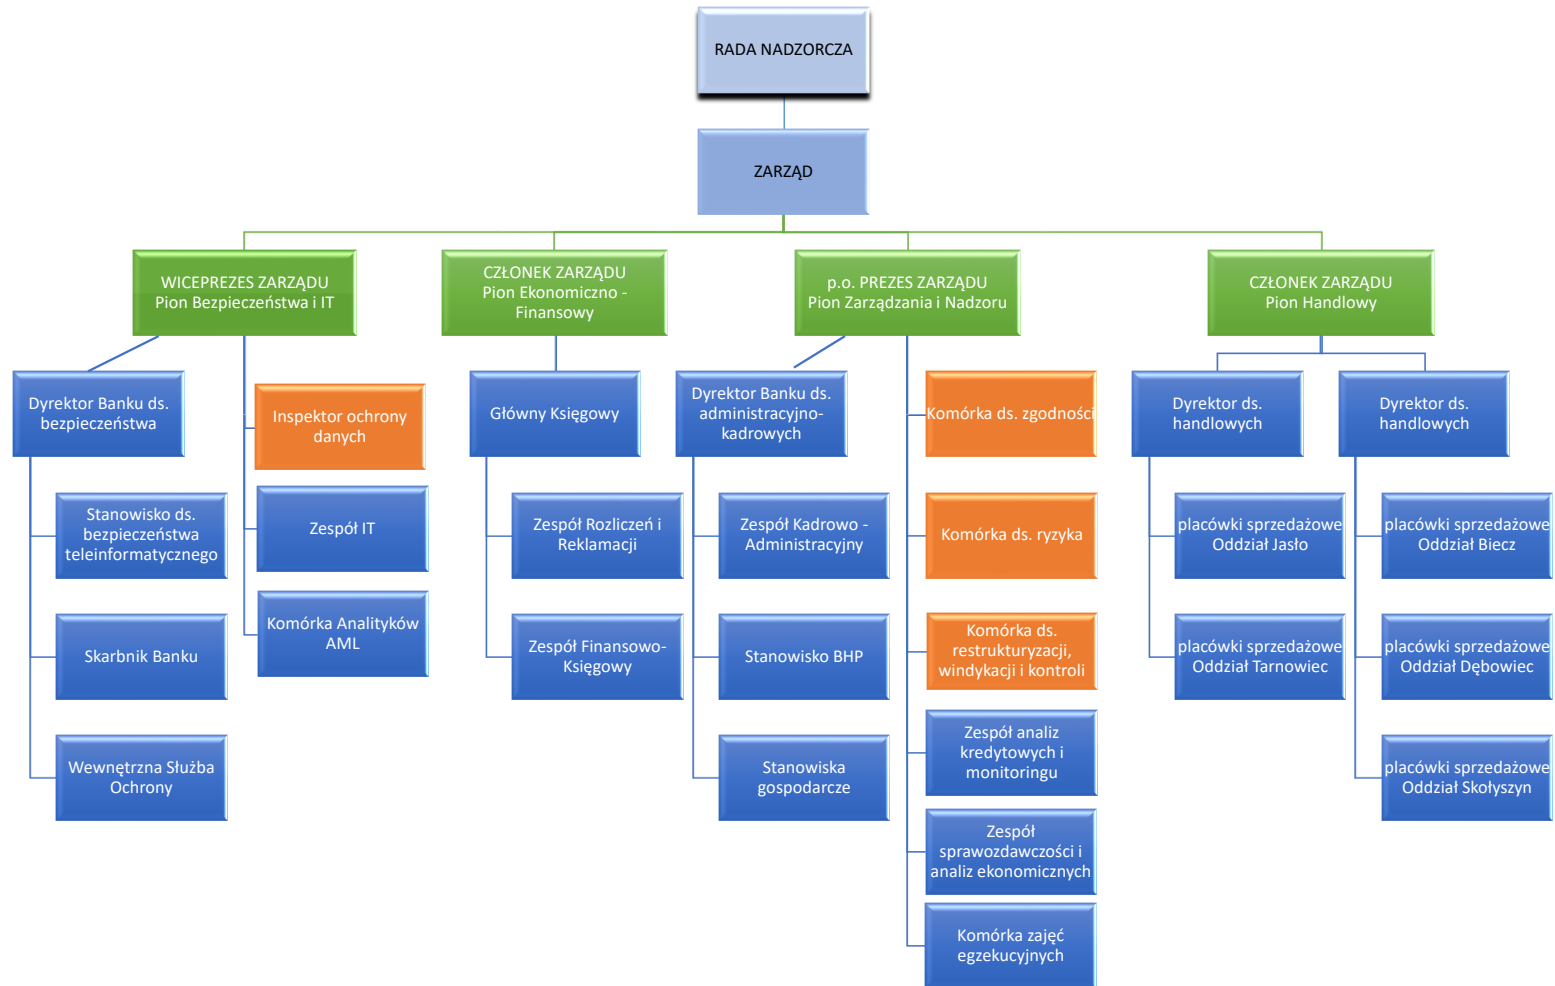 RADA NADZORCZA
ZARZĄD
WICEPREZES ZARZĄDU
Pion Bezpieczeństwa i IT
CZŁONEK ZARZĄDU
Pion Ekonomiczno -
Finansowy
p.o. PREZES ZARZĄDU
Pion Zarządzania i Nadzoru
CZŁONEK ZARZĄDU
Pion Handlowy
Dyrektor Banku ds.
bezpieczeństwa
Stanowisko ds.
bezpieczeństwa
teleinformatycznego
Skarbnik Banku
Wewnętrzna Służba
Ochrony
Inspektor ochrony
danych
Zespół IT
Komórka Analityków
AML
Główny Księgowy
Zespół Rozliczeń i
Reklamacji
Zespół Finansowo-
Księgowy
Dyrektor Banku ds.
administracyjno-
kadrowych
Zespół Kadrowo -
Administracyjny
Stanowisko BHP
Stanowiska
gospodarcze
Komórka ds. zgodności
Komórka ds. ryzyka
Komórka ds.
restrukturyzacji,
windykacji i kontroli
Zespół analiz
kredytowych i
monitoringu
Zespół
sprawozdawczości i
analiz ekonomicznych
Komórka zajęć
egzekucyjnych
Dyrektor ds.
handlowych
placówki sprzedażowe
Oddział Jasło
placówki sprzedażowe
Oddział Tarnowiec
Dyrektor ds.
handlowych
placówki sprzedażowe
Oddział Biecz
placówki sprzedażowe
Oddział Dębowiec
placówki sprzedażowe
Oddział Skołyszyn